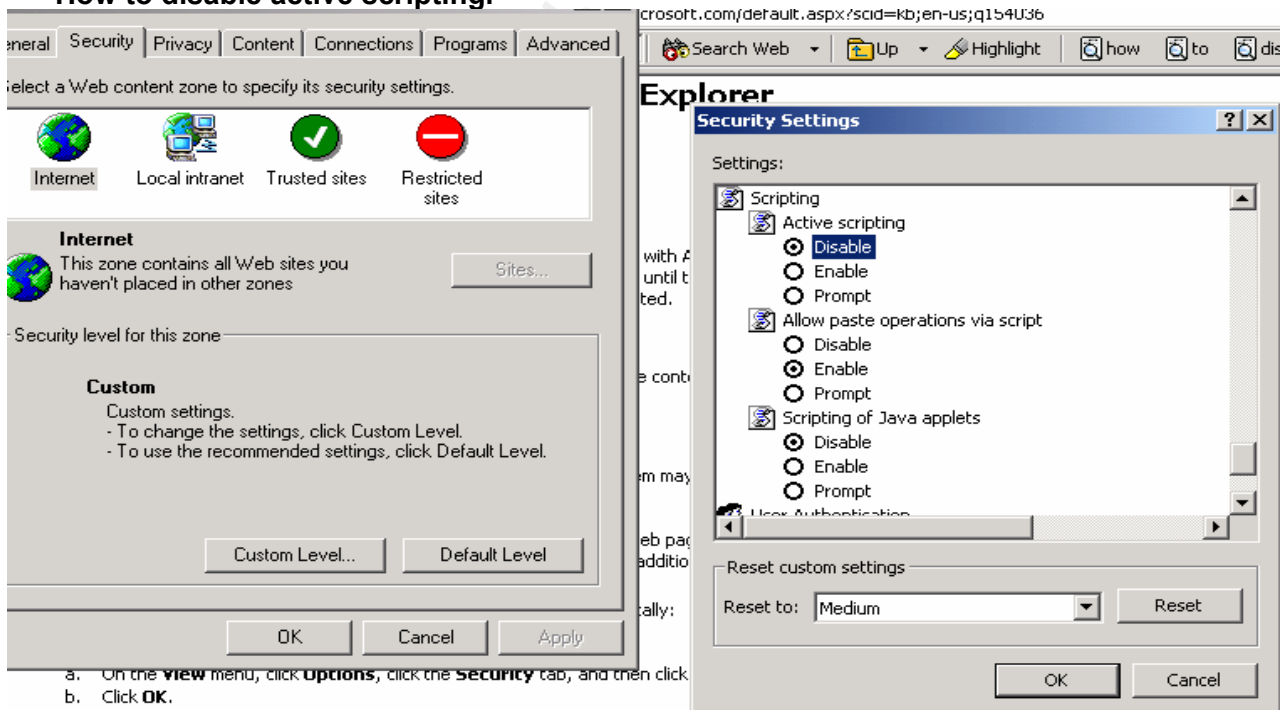 How to disable active scripting.
crosoft.com/default.aspx?scid=kb;en-us;q154036
eneral Security Privacy Content Connections Programs Advanced
Search Web Up Highlight how to dis
elect a Web content zone to specify its security settings.
Explorer
Internet
Local intranet
Trusted sites
Restricted
sites
Internet
This zone contains all Web sites you
haven't placed in other zones
Sites...
Security level for this zone
Custom
Custom settings.
- To change the settings, click Custom Level.
- To use the recommended settings, click Default Level.
Custom Level... Default Level
OK Cancel Apply
with A
until t
ted.
e conte
em may
eb pag
additio
cally:
Security Settings
Settings:
Scripting
Active scripting
Disable
Enable
Prompt
Allow paste operations via script
Disable
Enable
Prompt
Scripting of Java applets
Disable
Enable
Prompt
User Authentication
Reset custom settings
Reset to: Medium Reset
OK Cancel
a. On the View menu, click Options, click the Security tab, and then click
b. Click OK.